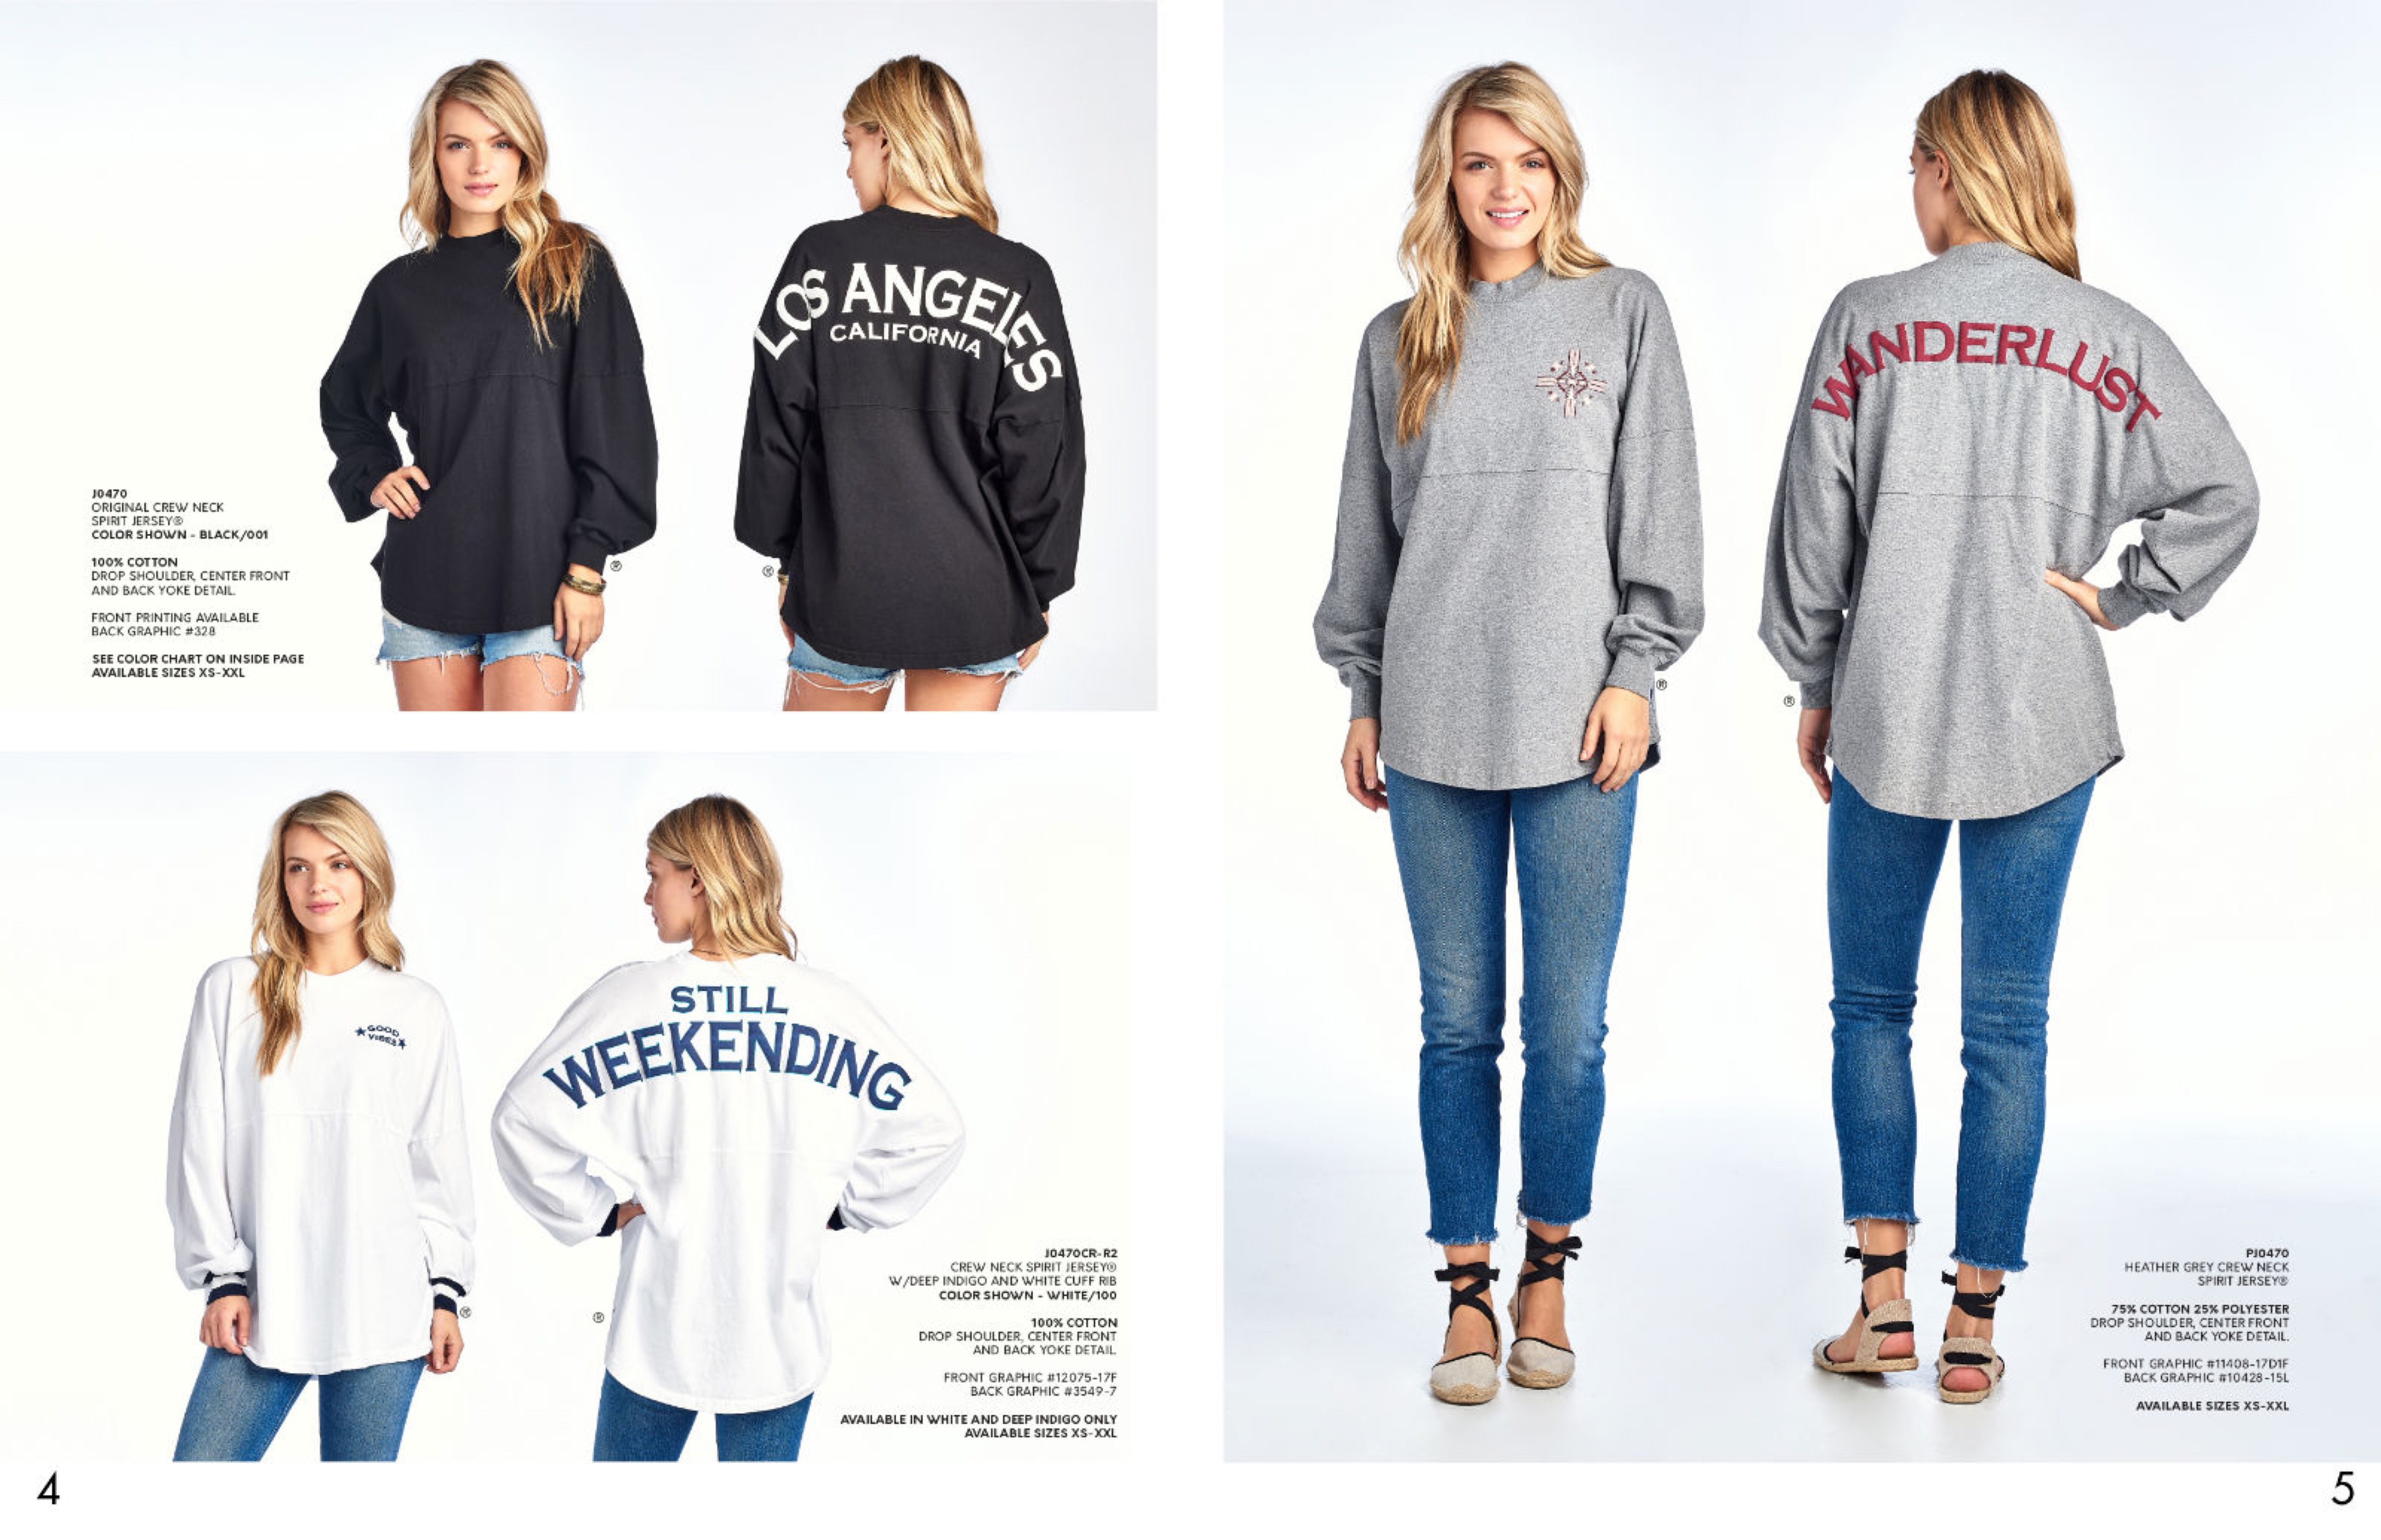 J0470
ORIGINAL CREW NECK
SPIRIT JERSEY®
COLOR SHOWN - BLACK/001
100% COTTON
DROP SHOULDER, CENTER FRONT
AND BACK YOKE DETAIL.
FRONT PRINTING AVAILABLE
BACK GRAPHIC #328
SEE COLOR CHART ON INSIDE PAGE
AVAILABLE SIZES XS-XXL
®
LOS ANGELES
CALIFORNIA
®
GOOD
VIBES
®
STILL
WEEKENDING
®
J0470CR-R2
CREW NECK SPIRIT JERSEY®
W/DEEP INDIGO AND WHITE CUFF RIB
COLOR SHOWN - WHITE/100
100% COTTON
DROP SHOULDER, CENTER FRONT
AND BACK YOKE DETAIL
FRONT GRAPHIC #12075-17F
BACK GRAPHIC #3549-7
AVAILABLE IN WHITE AND DEEP INDIGO ONLY
AVAILABLE SIZES XS-XXL
4
®
WANDERLUST
®
PJ0470
HEATHER GREY CREW NECK
SPIRIT JERSEY®
75% COTTON 25% POLYESTER
DROP SHOULDER, CENTER FRONT
AND BACK YOKE DETAIL.
FRONT GRAPHIC #11408-17D1F
BACK GRAPHIC #10428-15L
AVAILABLE SIZES XS-XXL
5